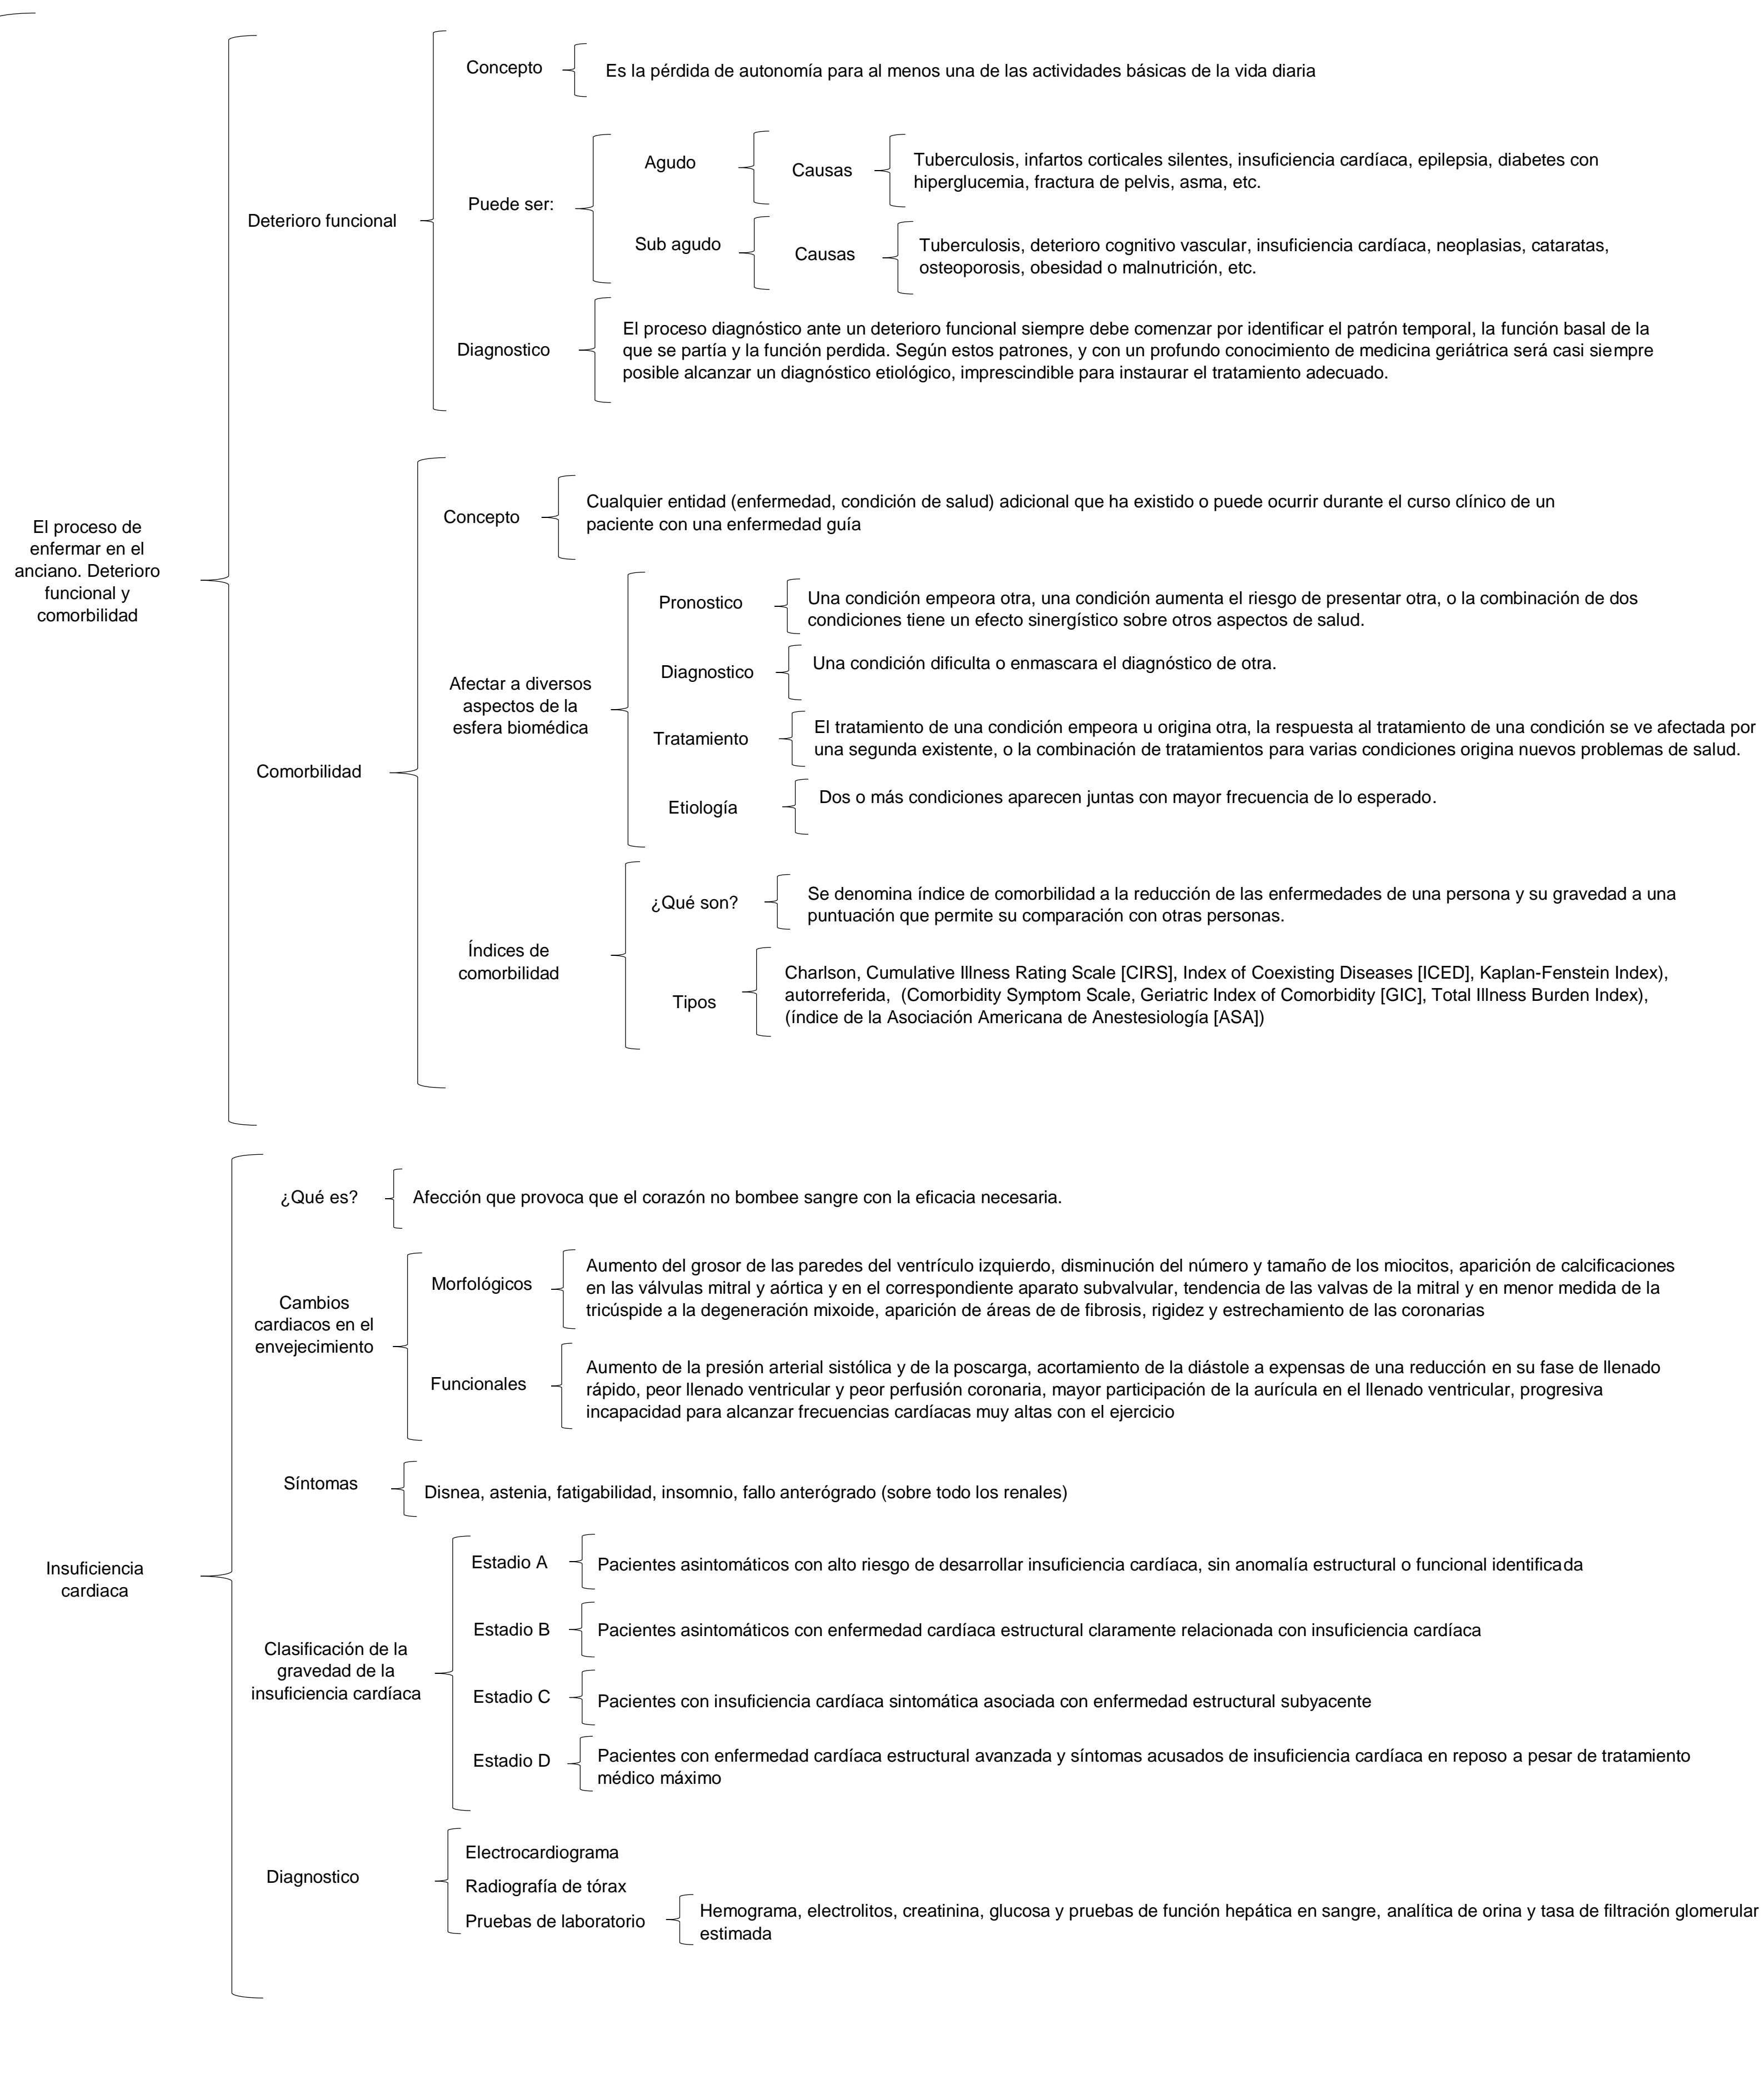 El proceso de
enfermar en el
anciano. Deterioro
funcional y
comorbilidad
Deterioro funcional
Concepto
Es la pérdida de autonomía para al menos una de las actividades básicas de la vida diaria
Puede ser:
Agudo
Causas
Tuberculosis, infartos corticales silentes, insuficiencia cardíaca, epilepsia, diabetes con
hiperglucemia, fractura de pelvis, asma, etc.
Sub agudo
Causas
Tuberculosis, deterioro cognitivo vascular, insuficiencia cardíaca, neoplasias, cataratas,
osteoporosis, obesidad o malnutrición, etc.
Diagnostico
El proceso diagnóstico ante un deterioro funcional siempre debe comenzar por identificar el patrón temporal, la función basal de la
que se partía y la función perdida. Según estos patrones, y con un profundo conocimiento de medicina geriátrica será casi siempre
posible alcanzar un diagnóstico etiológico, imprescindible para instaurar el tratamiento adecuado.
Comorbilidad
Concepto
Cualquier entidad (enfermedad, condición de salud) adicional que ha existido o puede ocurrir durante el curso clínico de un
paciente con una enfermedad guía
Afectar a diversos
aspectos de la
esfera biomédica
Pronostico
Una condición empeora otra, una condición aumenta el riesgo de presentar otra, o la combinación de dos
condiciones tiene un efecto sinergístico sobre otros aspectos de salud.
Diagnostico
Una condición dificulta o enmascara el diagnóstico de otra.
Tratamiento
El tratamiento de una condición empeora u origina otra, la respuesta al tratamiento de una condición se ve afectada por
una segunda existente, o la combinación de tratamientos para varias condiciones origina nuevos problemas de salud.
Etiología
Dos o más condiciones aparecen juntas con mayor frecuencia de lo esperado.
Índices de
comorbilidad
¿Qué son?
Se denomina índice de comorbilidad a la reducción de las enfermedades de una persona y su gravedad a una
puntuación que permite su comparación con otras personas.
Tipos
Charlson, Cumulative Illness Rating Scale [CIRS], Index of Coexisting Diseases [ICED], Kaplan-Fenstein Index),
autorreferida, (Comorbidity Symptom Scale, Geriatric Index of Comorbidity [GIC], Total Illness Burden Index),
(índice de la Asociación Americana de Anestesiología [ASA])
Insuficiencia
cardiaca
¿Qué es?
Afección que provoca que el corazón no bombee sangre con la eficacia necesaria.
Cambios
cardiacos en el
envejecimiento
Morfológicos
Aumento del grosor de las paredes del ventrículo izquierdo, disminución del número y tamaño de los miocitos, aparición de calcificaciones
en las válvulas mitral y aórtica y en el correspondiente aparato subvalvular, tendencia de las valvas de la mitral y en menor medida de la
tricúspide a la degeneración mixoide, aparición de áreas de de fibrosis, rigidez y estrechamiento de las coronarias
Funcionales
Aumento de la presión arterial sistólica y de la poscarga, acortamiento de la diástole a expensas de una reducción en su fase de llenado
rápido, peor llenado ventricular y peor perfusión coronaria, mayor participación de la aurícula en el llenado ventricular, progresiva
incapacidad para alcanzar frecuencias cardíacas muy altas con el ejercicio
Síntomas
Disnea, astenia, fatigabilidad, insomnio, fallo anterógrado (sobre todo los renales)
Clasificación de la
gravedad de la
insuficiencia cardíaca
Estadio A
Pacientes asintomáticos con alto riesgo de desarrollar insuficiencia cardíaca, sin anomalía estructural o funcional identificada
Estadio B
Pacientes asintomáticos con enfermedad cardíaca estructural claramente relacionada con insuficiencia cardíaca
Estadio C
Pacientes con insuficiencia cardíaca sintomática asociada con enfermedad estructural subyacente
Estadio D
Pacientes con enfermedad cardíaca estructural avanzada y síntomas acusados de insuficiencia cardíaca en reposo a pesar de tratamiento
médico máximo
Diagnostico
Electrocardiograma
Radiografía de tórax
Pruebas de laboratorio
Hemograma, electrolitos, creatinina, glucosa y pruebas de función hepática en sangre, analítica de orina y tasa de filtración glomerular
estimada